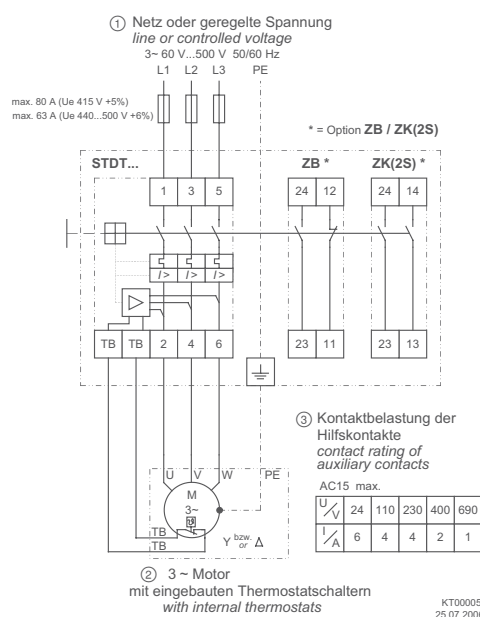 ① Netz oder geregelte Spannung
line or controlled voltage
3~ 60 V...500 V 50/60 Hz
L1 L2 L3 PE
max. 80 A (Ue 415 V +5%)
max. 63 A (Ue 440...500 V +6%)
* = Option ZB / ZK(2S)
STDT... ZB * ZK(2S) *
1 3 5 24 12 24 14
I> I> I>
TB TB 2 4 6 23 11 23 13
③ Kontaktbelastung der
Hilfskontakte
contact rating of
auxiliary contacts
U V W PE
AC15 max.
M
3~
U/V 24 110 230 400 690
I/A 6 4 4 2 1
TB
TB
Y bzw. or Δ
② 3 ~ Motor
mit eingebauten Thermostatschaltern
with internal thermostats
KT00005
25.07.2006